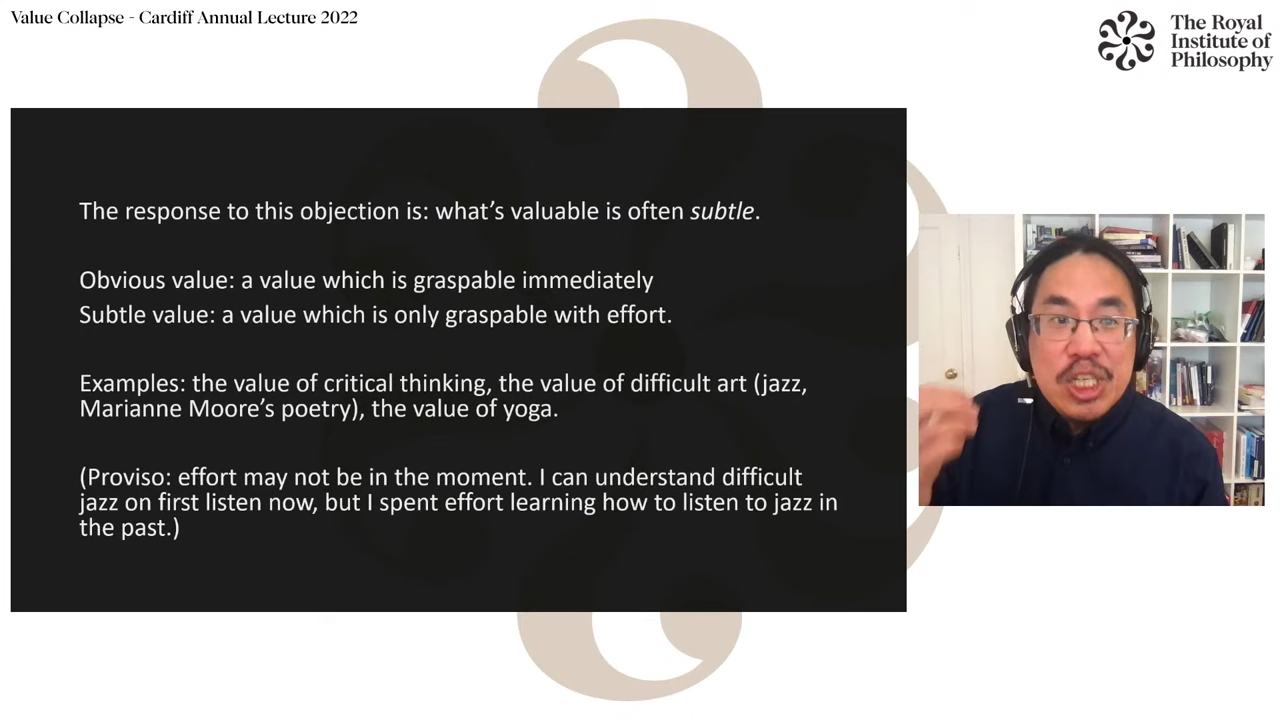 Value Collapse - Cardiff Annual Lecture 2022
The Royal
Institute of
Philosophy
The response to this objection is: what's valuable is often subtle.
Obvious value: a value which is graspable immediately
Subtle value: a value which is only graspable with effort.
Examples: the value of critical thinking, the value of difficult art (jazz,
Marianne Moore's poetry), the value of yoga.
(Proviso: effort may not be in the moment. I can understand difficult
jazz on first listen now, but I spent effort learning how to listen to jazz in
the past.)